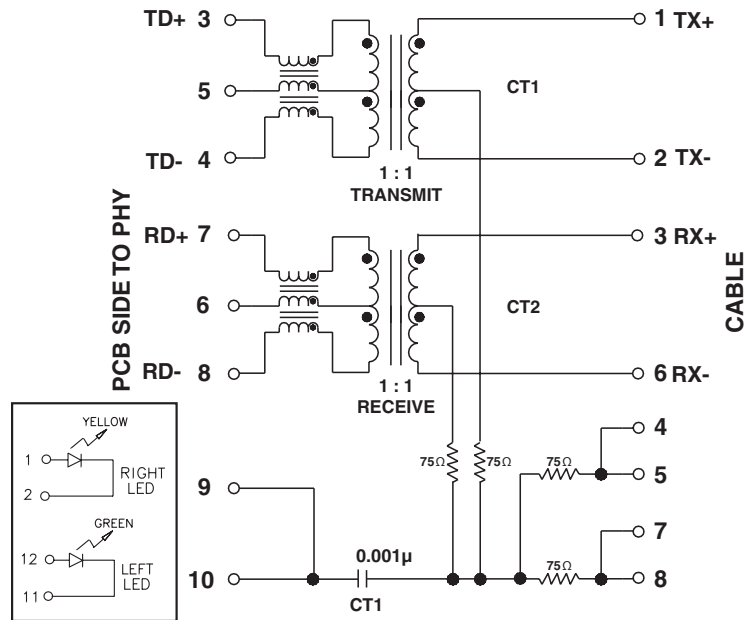 TD+ 3
1 TX+
5
CT1
TD- 4
2 TX-
1 : 1
TRANSMIT
PCB SIDE TO PHY
RD+ 7
3 RX+
6
CT2
CABLE
RD- 8
6 RX-
1 : 1
RECEIVE
YELLOW
1
RIGHT
LED
2
GREEN
12
LEFT
LED
11
4
75Ω
75Ω
75Ω
5
9
7
0.001µ
75Ω
10
8
CT1